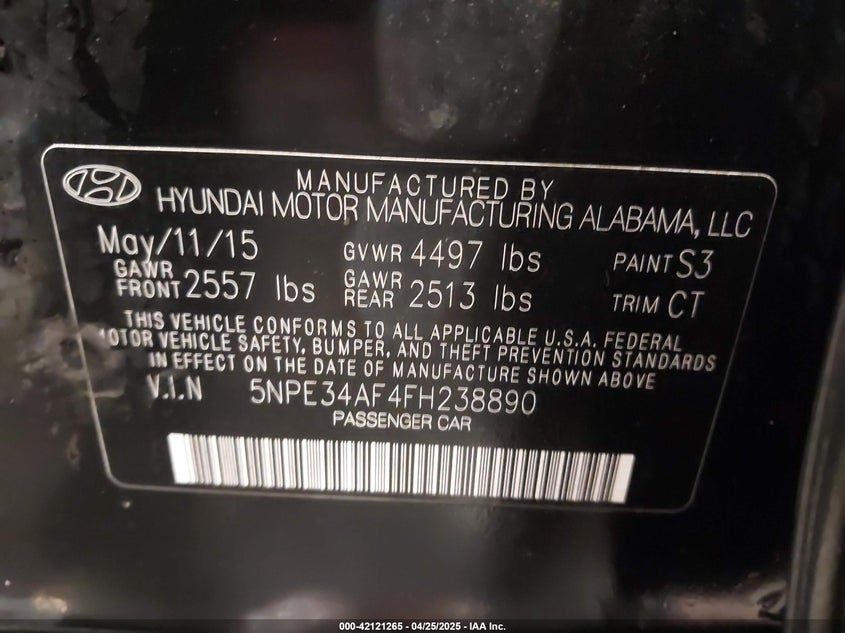 MANUFACTURED BY
HYUNDAI MOTOR MANUFACTURING ALABAMA, LLC
May/11/15 GVWR 4497 lbs PAINT S3
GAWR FRONT 2557 lbs GAWR REAR 2513 lbs TRIM CT
THIS VEHICLE CONFORMS TO ALL APPLICABLE U.S.A. FEDERAL
MOTOR VEHICLE SAFETY, BUMPER, AND THEFT PREVENTION STANDARDS
IN EFFECT ON THE DATE OF MANUFACTURE SHOWN ABOVE
V.I.N 5NPE34AF4FH238890
PASSENGER CAR
000-42121265 - 04/25/2025 - IAA Inc.